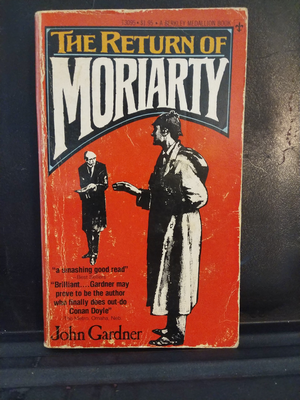 THE RETURN OF
MORIARTY
"a smashing good read"
"Brilliant....Gardner may
prove to be the author
who finally does out-do
Conan Doyle"
John Gardner